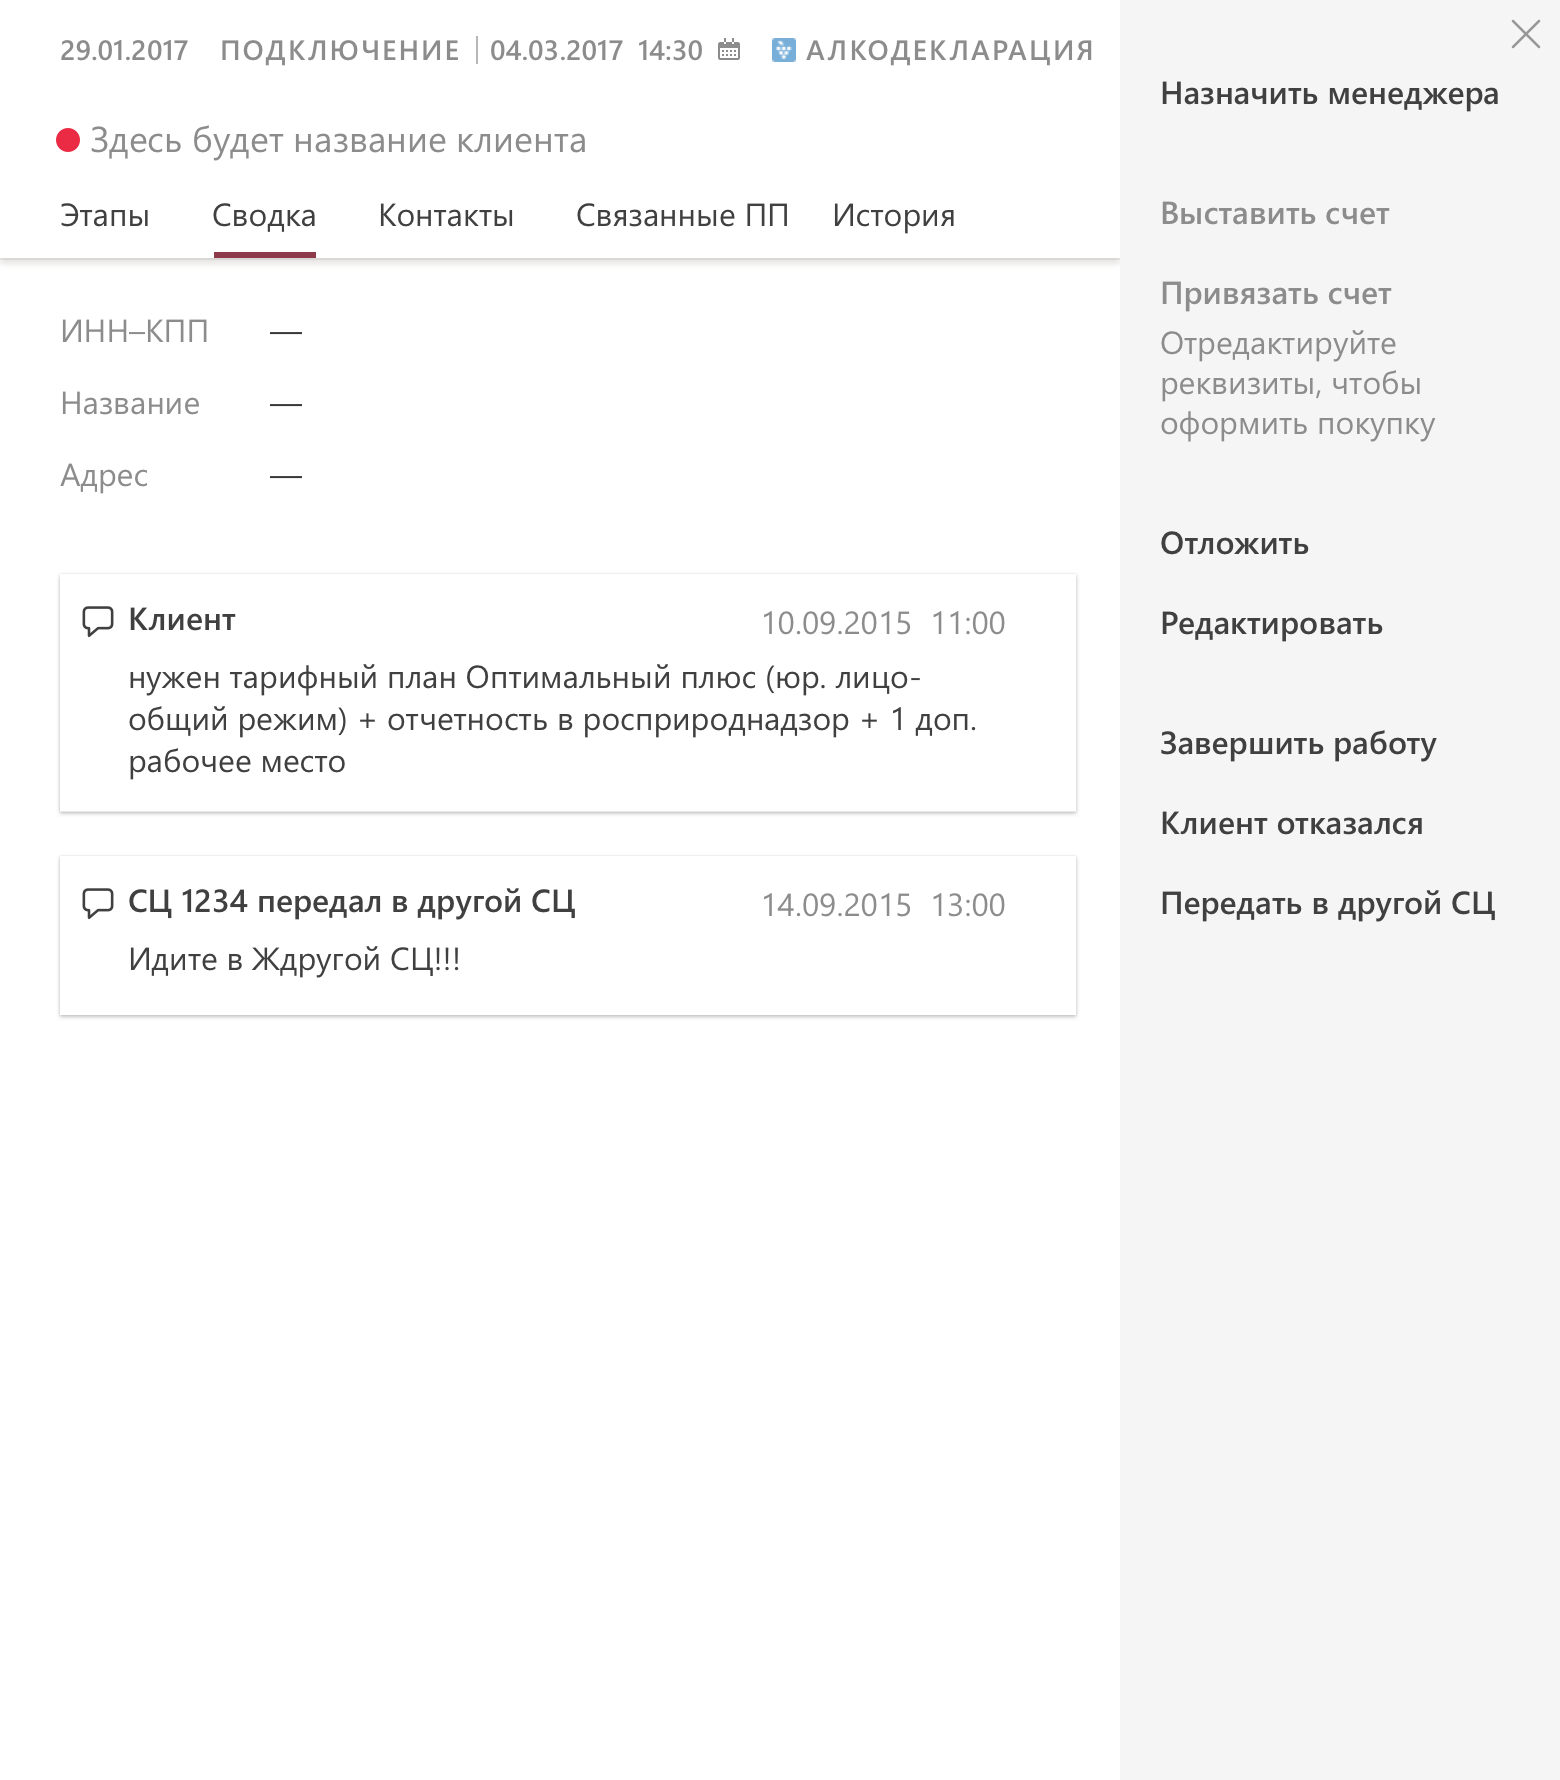 29.01.2017 ПОДКЛЮЧЕНИЕ 04.03.2017 14:30 АЛКОДЕКЛАРАЦИЯ
Здесь будет название клиента
Этапы Сводка Контакты Связанные ПП История
ИНН–КПП —
Название —
Адрес —
Клиент 10.09.2015 11:00
нужен тарифный план Оптимальный плюс (юр. лицо-
общий режим) + отчетность в росприроднадзор + 1 доп.
рабочее место
СЦ 1234 передал в другой СЦ 14.09.2015 13:00
Идите в Ждругой СЦ!!!
Назначить менеджера
Выставить счет
Привязать счет
Отредактируйте
реквизиты, чтобы
оформить покупку
Отложить
Редактировать
Завершить работу
Клиент отказался
Передать в другой СЦ